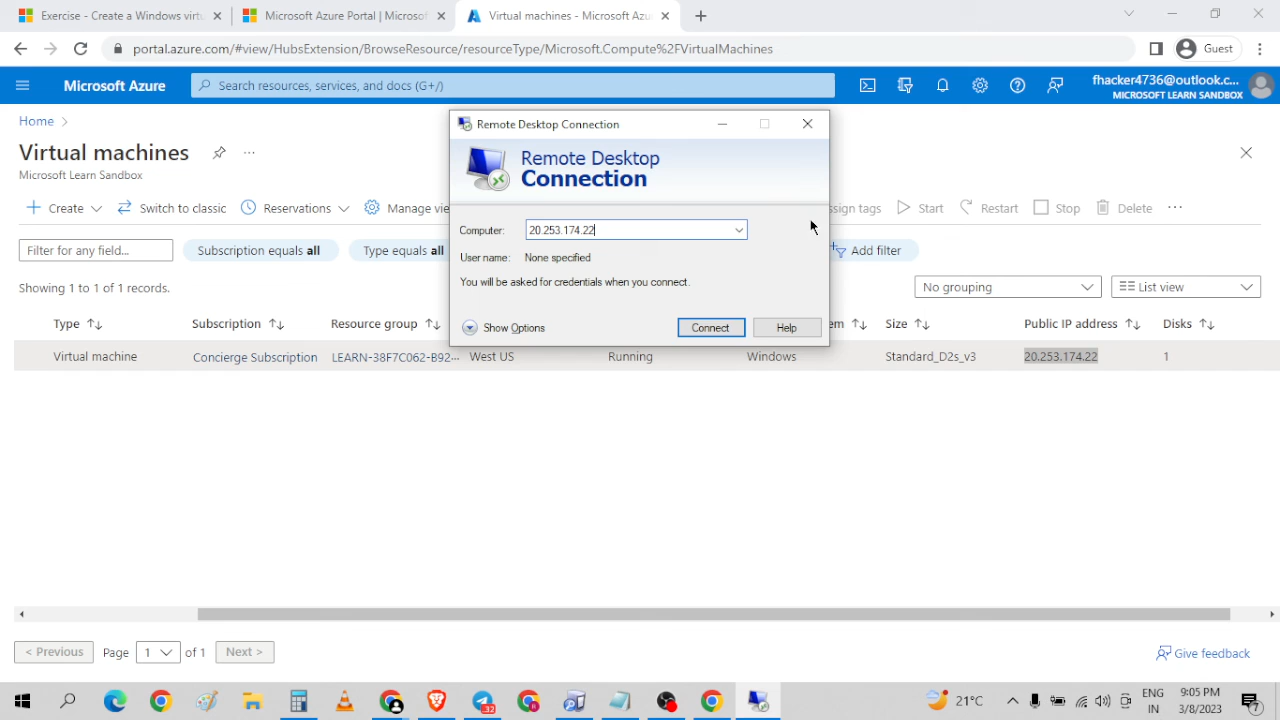 Exercise - Create a Windows virtu
Microsoft Azure Portal | Microsof
Virtual machines - Microsoft Azu
portal.azure.com/#view/HubsExtension/BrowseResource/resourceType/Microsoft.Compute%2FVirtualMachines
Guest
Microsoft Azure
Search resources, services, and docs (G+/)
fhacker4736@outlook.c...
MICROSOFT LEARN SANDBOX
Home
Virtual machines
Microsoft Learn Sandbox
Remote Desktop Connection
Remote Desktop
Connection
Create
Switch to classic
Reservations
Manage vie
ssign tags
Start
Restart
Stop
Delete
Computer: 20.253.174.22
Filter for any field...
Subscription equals all
Type equals all
Add filter
User name: None specified
You will be asked for credentials when you connect.
Showing 1 to 1 of 1 records.
No grouping
List view
Show Options
Connect
Help
Type
Subscription
Resource group
em
Size
Public IP address
Disks
Virtual machine
Concierge Subscription
LEARN-38F7C062-B92...
West US
Running
Windows
Standard_D2s_v3
20.253.174.22
1
< Previous
Page 1 of 1
Next >
Give feedback
32
21°C
ENG
IN
9:05 PM
3/8/2023
7